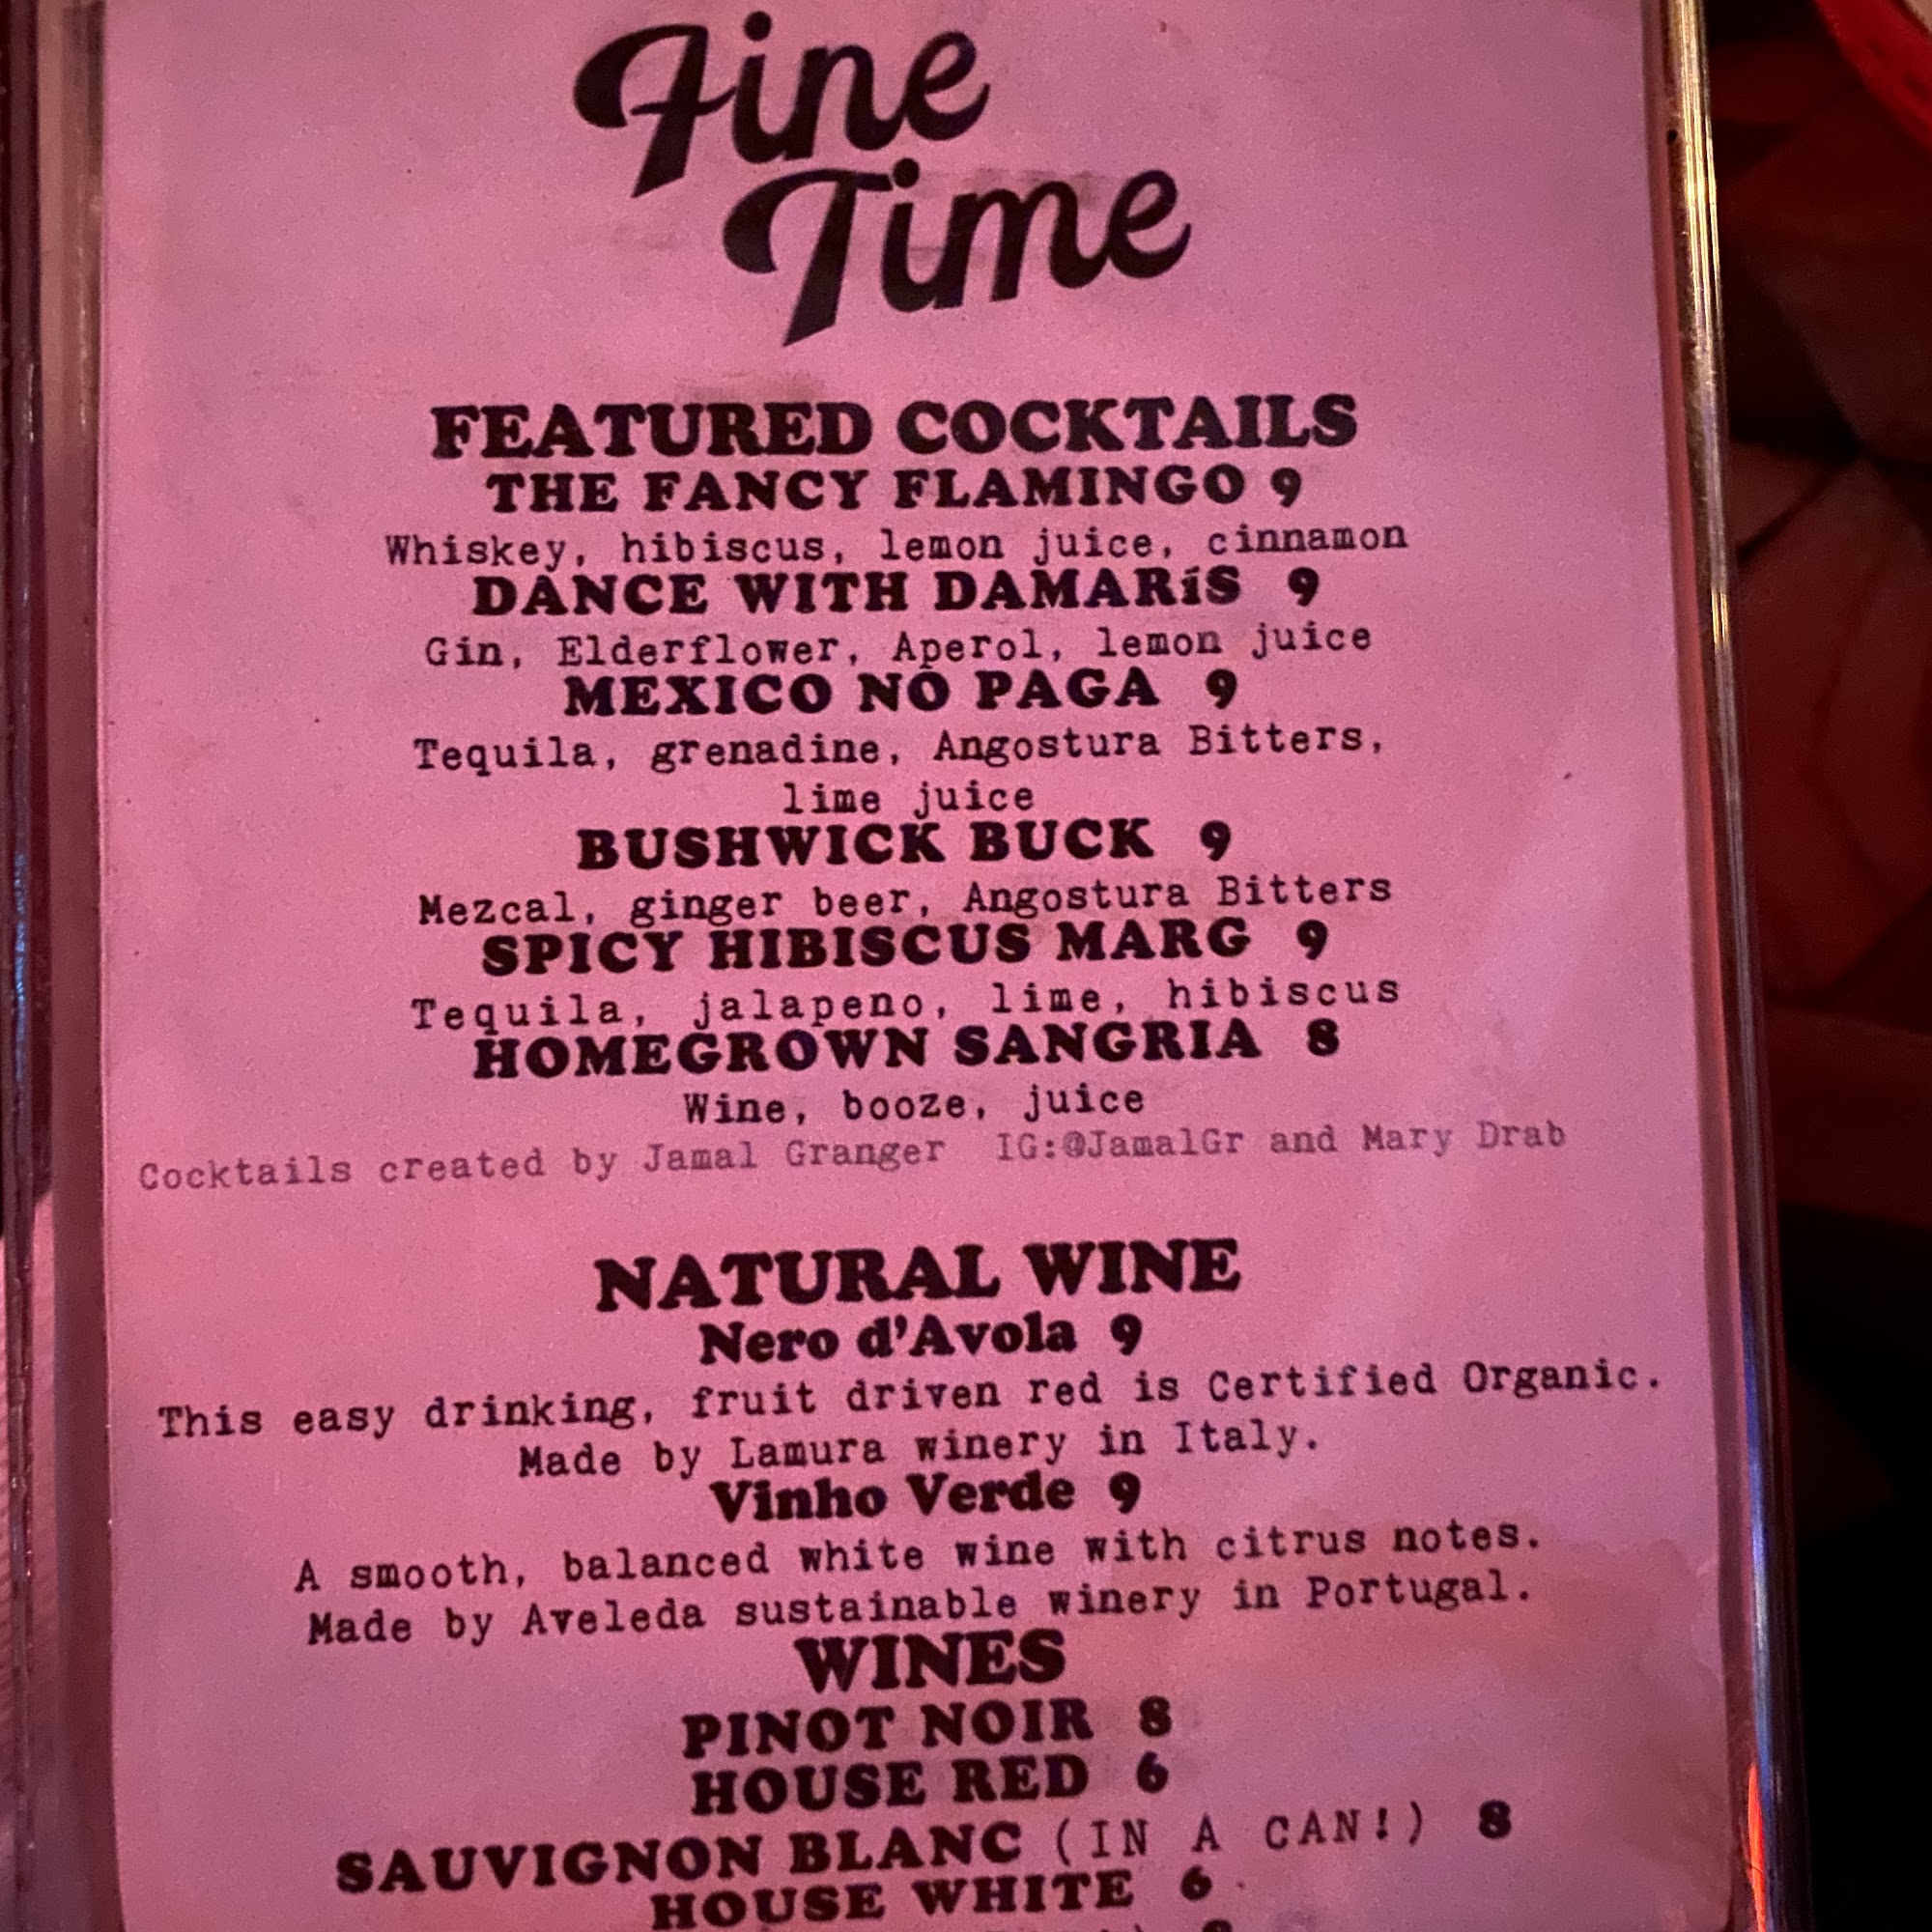 Fine
Time
FEATURED COCKTAILS
THE FANCY FLAMINGO 9
Whiskey, hibiscus, lemon juice, cinnamon
DANCE WITH DAMARíS 9
Gin, Elderflower, Aperol, lemon juice
MEXICO NO PAGA 9
Tequila, grenadine, Angostura Bitters,
lime juice
BUSHWICK BUCK 9
Mezcal, ginger beer, Angostura Bitters
SPICY HIBISCUS MARG 9
Tequila, jalapeno, lime, hibiscus
HOMEGROWN SANGRIA 8
Wine, booze, juice
Cocktails created by Jamal Granger IG:@JamalGr and Mary Drab
NATURAL WINE
Nero d'Avola 9
This easy drinking, fruit driven red is Certified Organic.
Made by Lamura winery in Italy.
Vinho Verde 9
A smooth, balanced white wine with citrus notes.
Made by Aveleda sustainable winery in Portugal.
WINES
PINOT NOIR 8
HOUSE RED 6
SAUVIGNON BLANC (IN A CAN!) 8
HOUSE WHITE 6